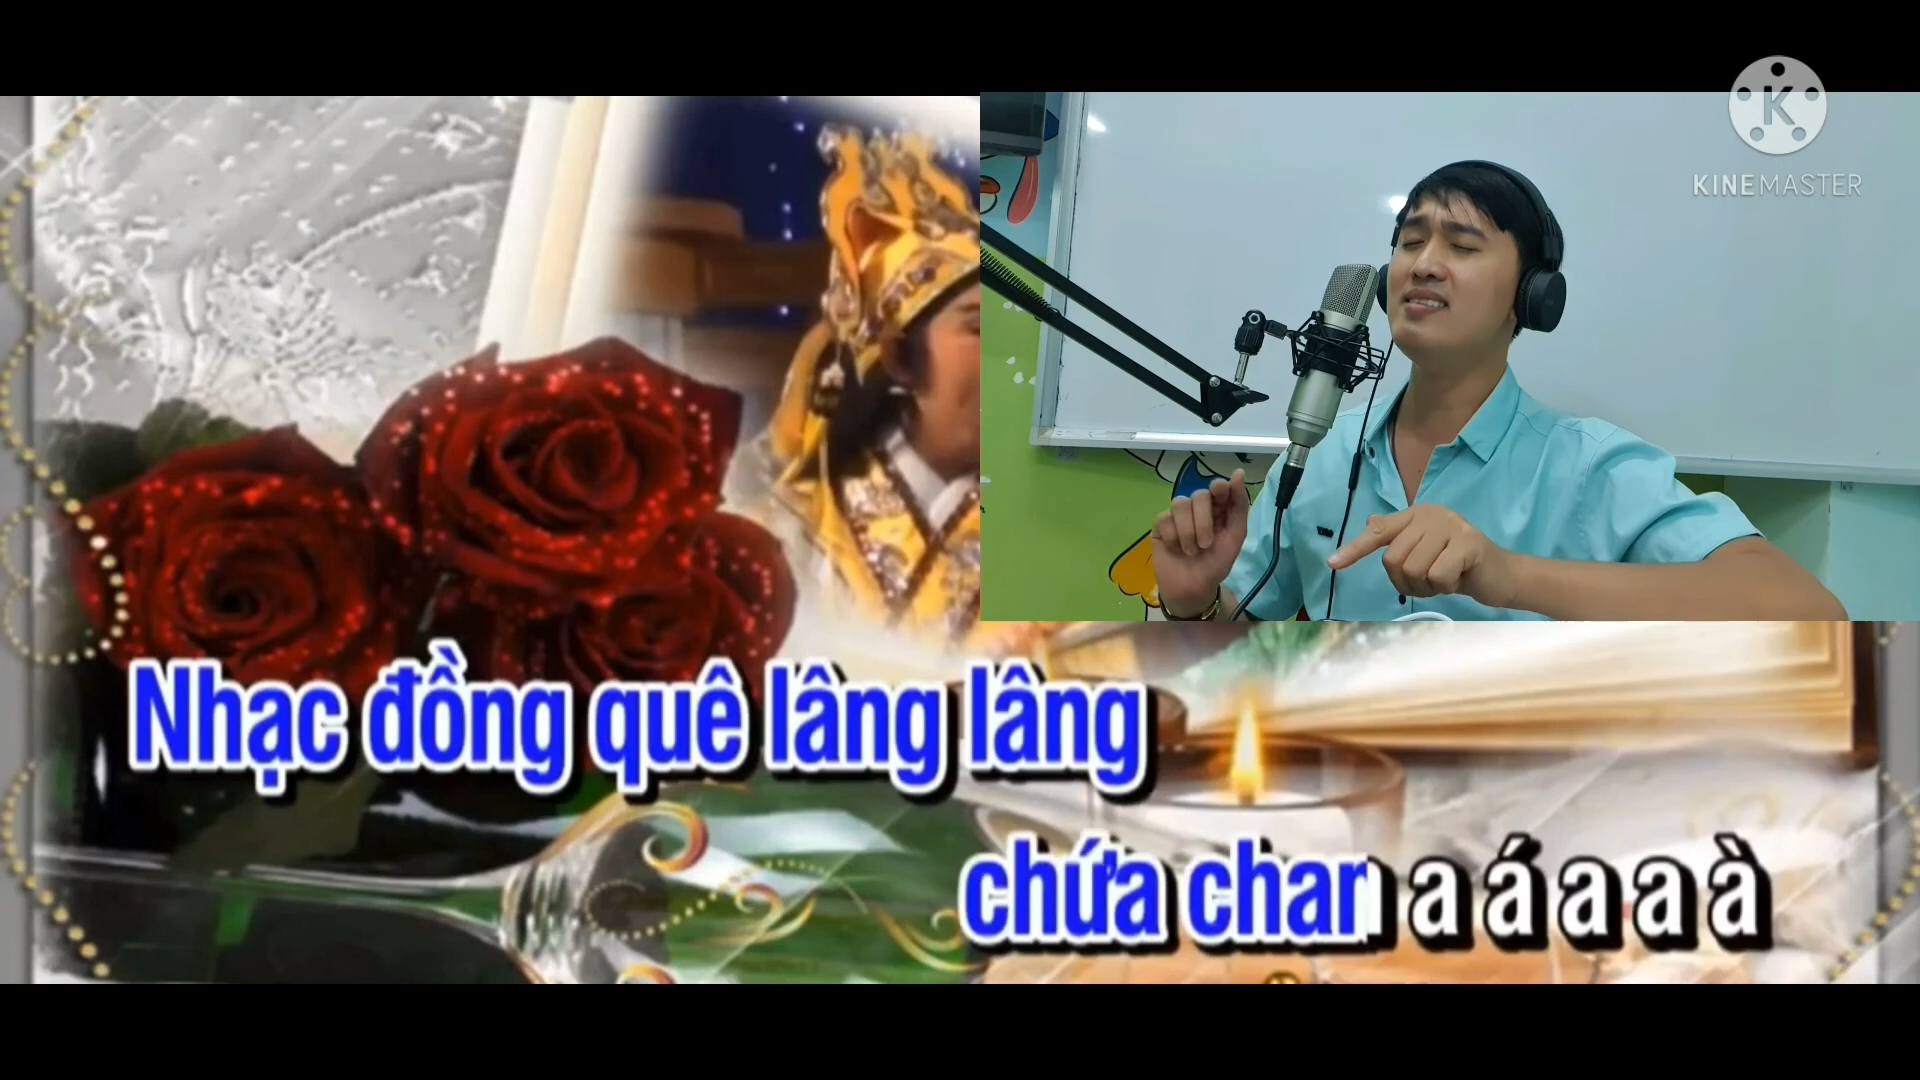 KINEMASTER
Nhạc đồng quê lâng lâng
chứa chan a á a a à